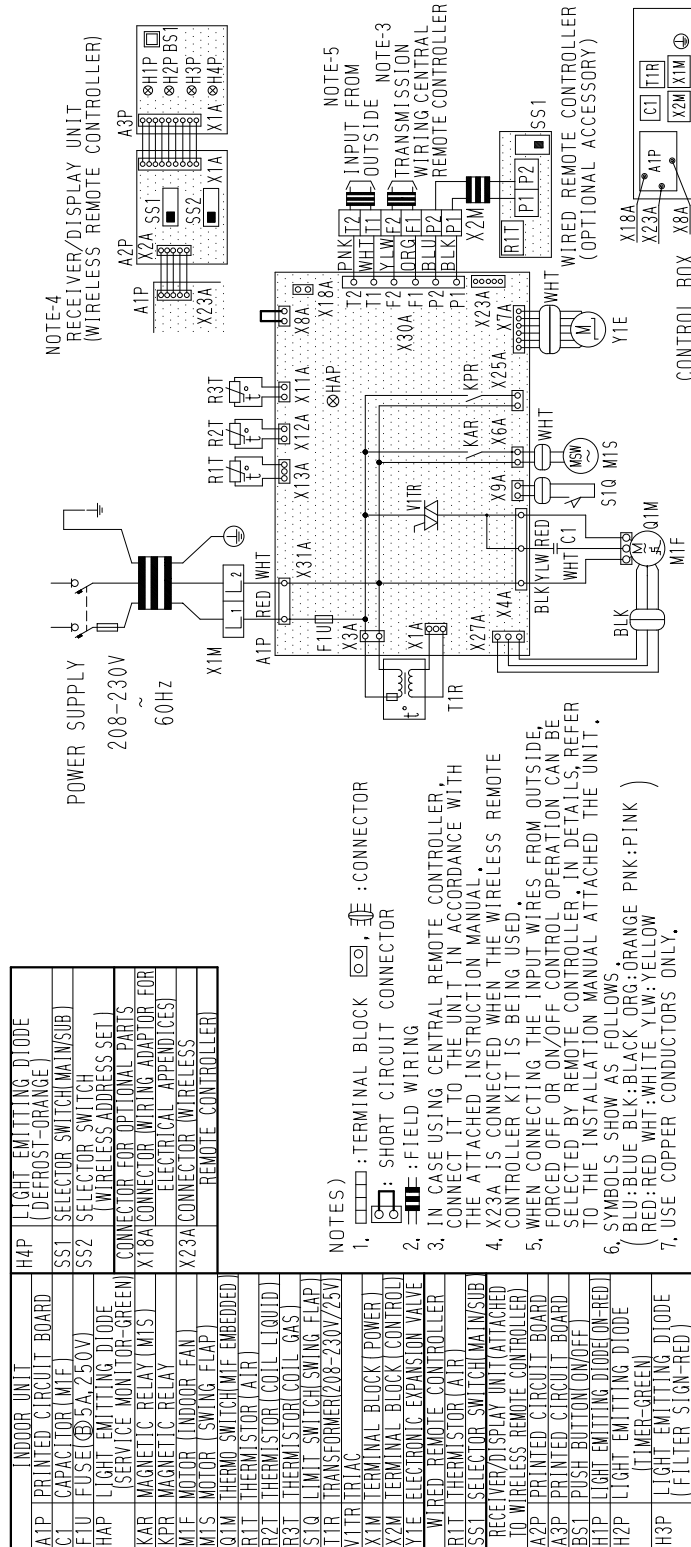 INDOOR UNIT
A1P PRINTED CIRCUIT BOARD
C1 CAPACITOR(M1F)
F1U FUSE(Ⓑ5A,250V)
HAP LIGHT EMITTING DIODE
(SERVICE MONITOR-GREEN)
KAR MAGNETIC RELAY(M1S)
KPR MAGNETIC RELAY
M1F MOTOR(INDOOR FAN)
M1S MOTOR(SWING FLAP)
Q1M THERMO SWITCH(M1F EMBEDDED)
R1T THERMISTOR(AIR)
R2T THERMISTOR(COIL LIQUID)
R3T THERMISTOR(COIL GAS)
S1Q LIMIT SWITCH(SWING FLAP)
T1R TRANSFORMER(208-230V/25V)
V1TR TRIAC
X1M TERMINAL BLOCK(POWER)
X2M TERMINAL BLOCK(CONTROL)
Y1E ELECTRONIC EXPANSION VALVE
WIRED REMOTE CONTROLLER
R1T THERMISTOR(AIR)
SS1 SELECTOR SWITCH(MAIN/SUB)
RECEIVER/DISPLAY UNIT(ATTACHED
TO WIRELESS REMOTE CONTROLLER)
A2P PRINTED CIRCUIT BOARD
A3P PRINTED CIRCUIT BOARD
BS1 PUSH BUTTON(ON/OFF)
H1P LIGHT EMITTING DIODE(ON-RED)
H2P LIGHT EMITTING DIODE
(TIMER-GREEN)
H3P LIGHT EMITTING DIODE
(FILTER SIGN-RED)
H4P LIGHT EMITTING DIODE
(DEFROST-ORANGE)
SS1 SELECTOR SWITCH(MAIN/SUB)
SS2 SELECTOR SWITCH
(WIRELESS ADDRESS SET)
CONNECTOR FOR OPTIONAL PARTS
X18A CONNECTOR(WIRING ADAPTOR FOR
ELECTRICAL APPENDICES)
X23A CONNECTOR(WIRELESS
REMOTE CONTROLLER)
NOTES)
1. :TERMINAL BLOCK , :CONNECTOR
: SHORT CIRCUIT CONNECTOR
2. :FIELD WIRING
3. IN CASE USING CENTRAL REMOTE CONTROLLER,
CONNECT IT TO THE UNIT IN ACCORDANCE WITH
THE ATTACHED INSTRUCTION MANUAL.
4. X23A IS CONNECTED WHEN THE WIRELESS REMOTE
CONTROLLER KIT IS BEING USED.
5. WHEN CONNECTING THE INPUT WIRES FROM OUTSIDE,
FORCED OFF OR ON/OFF CONTROL OPERATION CAN BE
SELECTED BY REMOTE CONTROLLER. IN DETAILS, REFER
TO THE INSTALLATION MANUAL ATTACHED THE UNIT.
6. SYMBOLS SHOW AS FOLLOWS.
(BLU:BLUE BLK:BLACK ORG:ORANGE PNK:PINK )
(RED:RED WHT:WHITE YLW:YELLOW
7. USE COPPER CONDUCTORS ONLY.
POWER SUPPLY
208-230V
~
60Hz
X1M
L1 L2
RED WHT
A1P
X31A
F1U
X3A
X1A
T1R
t°
X27A
X4A
BLK YLW RED
WHT C1
BLK
M
~
Q1M
M1F
R1T R2T R3T
t° t° t°
X13A X12A X11A
HAP
X8A
X18A
V1TR
KAR
KPR
X9A
X6A
X25A
X7A
X23A
S1Q
WHT
MSW
~
M1S
WHT
M
Y1E
X30A
T2 PNK T2
T1 WHT T1
F2 YLW F2
F1 ORG F1
P2 BLU P2
P1 BLK P1
X2M
NOTE-5
INPUT FROM
OUTSIDE
NOTE-3
TRANSMISSION
WIRING CENTRAL
REMOTE CONTROLLER
R1T
P1 P2
SS1
WIRED REMOTE CONTROLLER
(OPTIONAL ACCESSORY)
NOTE-4
RECEIVER/DISPLAY UNIT
(WIRELESS REMOTE CONTROLLER)
A1P
X23A
A2P
X2A
SS1
SS2
X1A
A3P
X1A
H1P
H2P BS1
H3P
H4P
X18A
X23A
X8A
A1P
C1 T1R
X2M X1M
CONTROL BOX